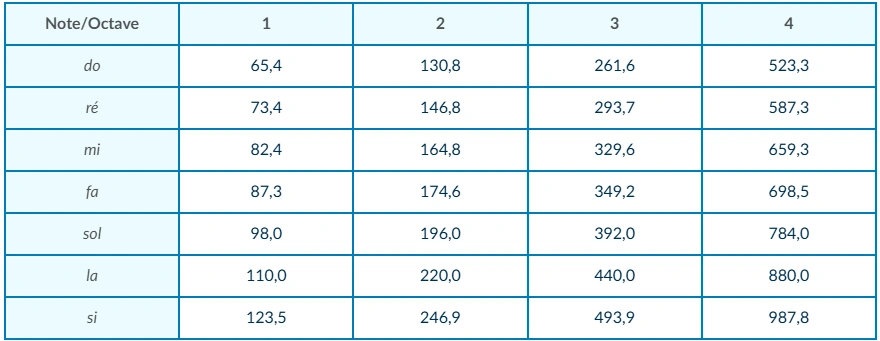 Note/Octave 1 2 3 4
do 65,4 130,8 261,6 523,3
ré 73,4 146,8 293,7 587,3
mi 82,4 164,8 329,6 659,3
fa 87,3 174,6 349,2 698,5
sol 98,0 196,0 392,0 784,0
la 110,0 220,0 440,0 880,0
si 123,5 246,9 493,9 987,8